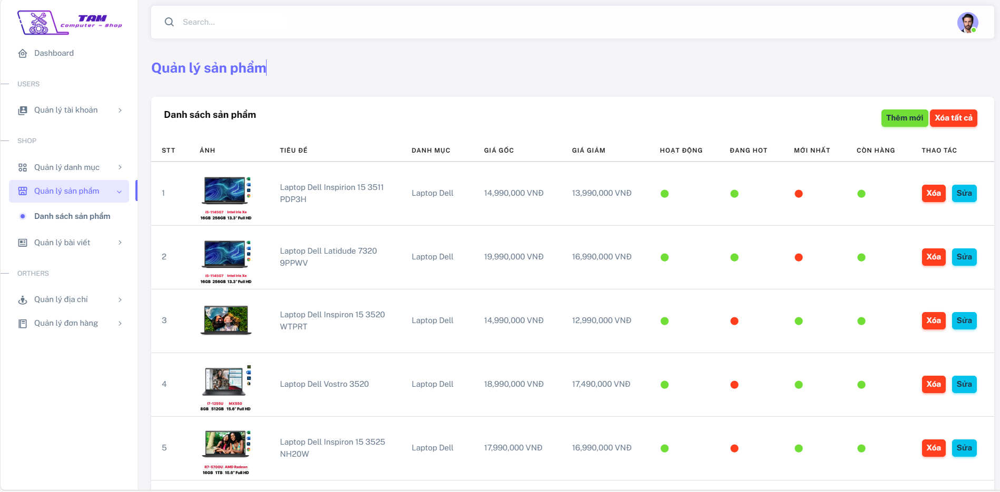 TAM
Computer - Shop
Search...
Dashboard
USERS
Quản lý tài khoản
SHOP
Quản lý danh mục
Quản lý sản phẩm
Danh sách sản phẩm
Quản lý bài viết
ORTHERS
Quản lý địa chỉ
Quản lý đơn hàng
Quản lý sản phẩm
Danh sách sản phẩm
Thêm mới Xóa tất cả
STT ẢNH TIÊU ĐỀ DANH MỤC GIÁ GỐC GIÁ GIẢM HOẠT ĐỘNG ĐANG HOT MỚI NHẤT CÒN HÀNG THAO TÁC
1 Laptop Dell Inspirion 15 3511 PDP3H Laptop Dell 14,990,000 VNĐ 13,990,000 VNĐ Xóa Sửa
i5-1145G7 Intel Iris Xe
16GB 256GB 13.3" Full HD
2 Laptop Dell Latidude 7320 9PPWV Laptop Dell 19,990,000 VNĐ 16,990,000 VNĐ Xóa Sửa
i5-1145G7 Intel Iris Xe
16GB 256GB 13.3" Full HD
3 Laptop Dell Inspiron 15 3520 WTPRT Laptop Dell 14,990,000 VNĐ 12,990,000 VNĐ Xóa Sửa
4 Laptop Dell Vostro 3520 Laptop Dell 18,990,000 VNĐ 17,490,000 VNĐ Xóa Sửa
i7-1255U MX550
8GB 512GB 15.6" Full HD
5 Laptop Dell Inspiron 15 3525 NH20W Laptop Dell 17,990,000 VNĐ 16,990,000 VNĐ Xóa Sửa
R7-5700U AMD Radeon
16GB 1TB 15.6" Full HD